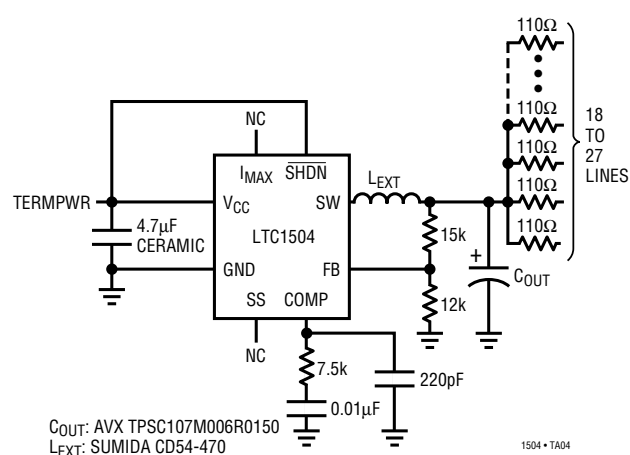 110Ω
110Ω
110Ω
110Ω
110Ω
18
TO
27
LINES
NC
IMAX
SHDN
TERMPWR
VCC
SW
LEXT
4.7µF
CERAMIC
LTC1504
15k
GND
FB
COUT
+
SS
COMP
12k
NC
7.5k
220pF
0.01µF
COUT: AVX TPSC107M006R0150
LEXT: SUMIDA CD54-470
1504 • TA04